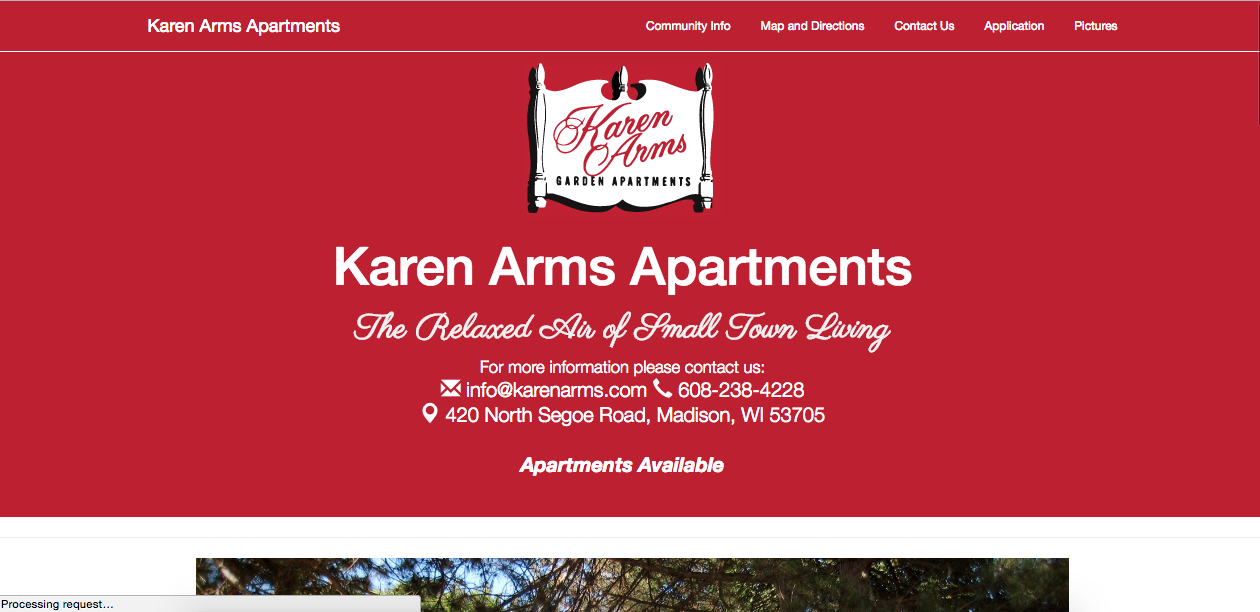 Karen Arms Apartments
Community Info Map and Directions Contact Us Application Pictures
Karen
Arms
GARDEN APARTMENTS
Karen Arms Apartments
The Relaxed Air of Small Town Living
For more information please contact us:
info@karenarms.com 608-238-4228
420 North Segoe Road, Madison, WI 53705
Apartments Available
Processing request...